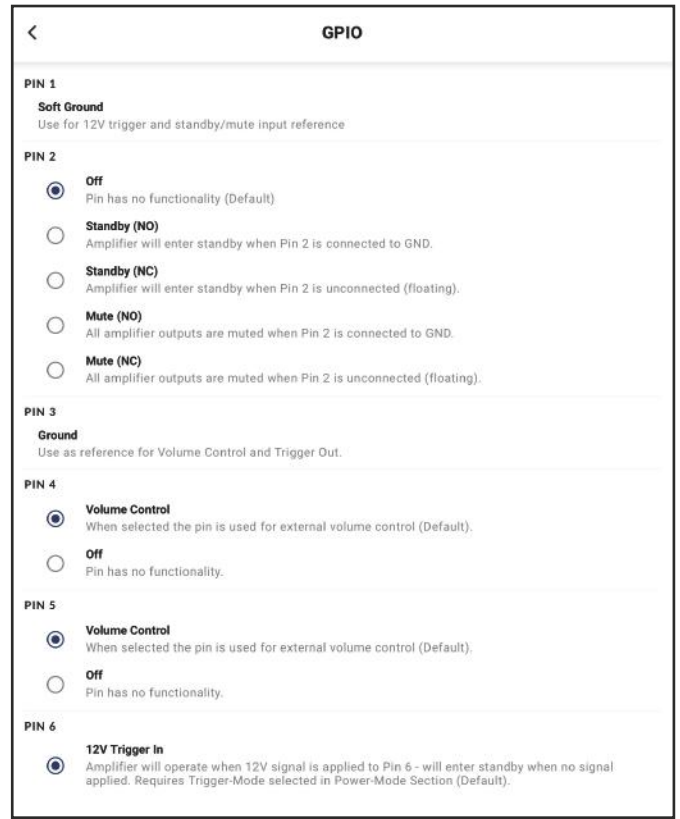 GPIO
PIN 1
Soft Ground
Use for 12V trigger and standby/mute input reference
PIN 2
Off
Pin has no functionality (Default)
Standby (NO)
Amplifier will enter standby when Pin 2 is connected to GND.
Standby (NC)
Amplifier will enter standby when Pin 2 is unconnected (floating).
Mute (NO)
All amplifier outputs are muted when Pin 2 is connected to GND.
Mute (NC)
All amplifier outputs are muted when Pin 2 is unconnected (floating).
PIN 3
Ground
Use as reference for Volume Control and Trigger Out.
PIN 4
Volume Control
When selected the pin is used for external volume control (Default).
Off
Pin has no functionality.
PIN 5
Volume Control
When selected the pin is used for external volume control (Default).
Off
Pin has no functionality.
PIN 6
12V Trigger In
Amplifier will operate when 12V signal is applied to Pin 6 - will enter standby when no signal
applied. Requires Trigger-Mode selected in Power-Mode Section (Default).